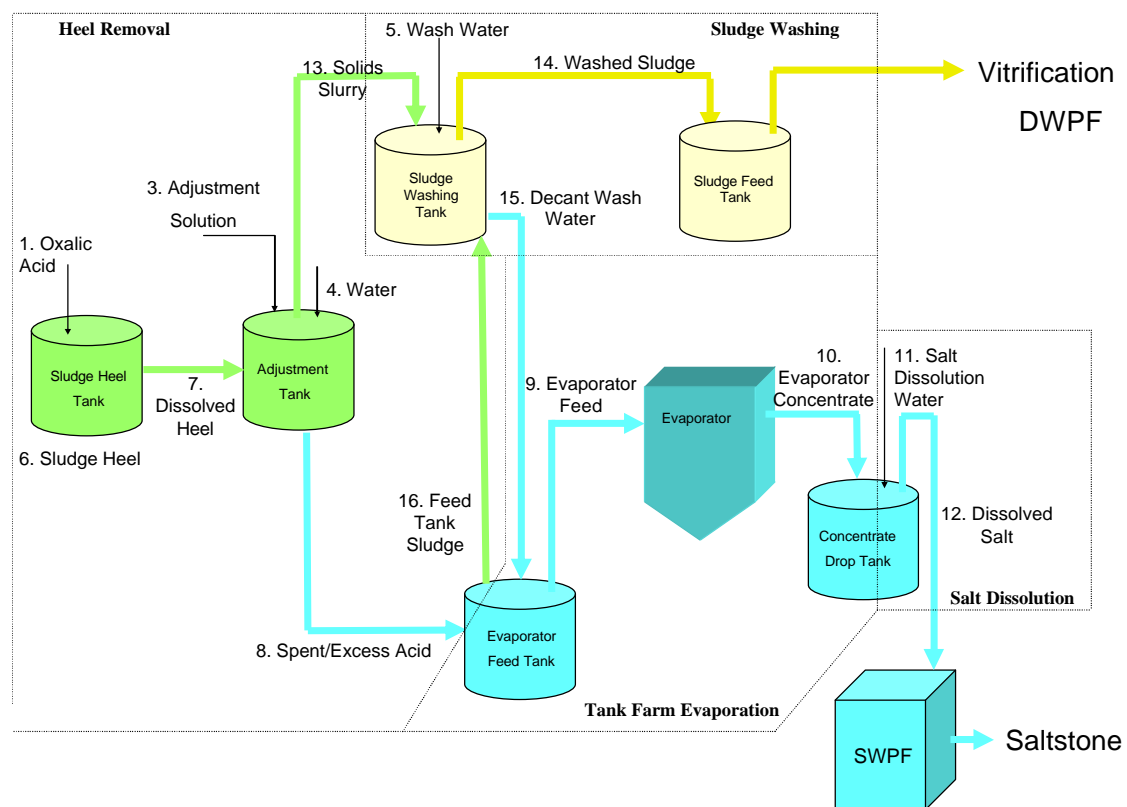 Heel Removal
5. Wash Water
Sludge Washing
13. Solids
Slurry
14. Washed Sludge
Vitrification
DWPF
Sludge
Washing
Tank
Sludge Feed
Tank
3. Adjustment
Solution
15. Decant Wash
Water
1. Oxalic
Acid
4. Water
Sludge Heel
Tank
Adjustment
Tank
7.
Dissolved
Heel
6. Sludge Heel
9. Evaporator
Feed
Evaporator
10.
Evaporator
Concentrate
11. Salt
Dissolution
Water
16. Feed
Tank
Sludge
Concentrate
Drop Tank
12. Dissolved
Salt
Salt Dissolution
8. Spent/Excess Acid
Evaporator
Feed Tank
Tank Farm Evaporation
SWPF
Saltstone